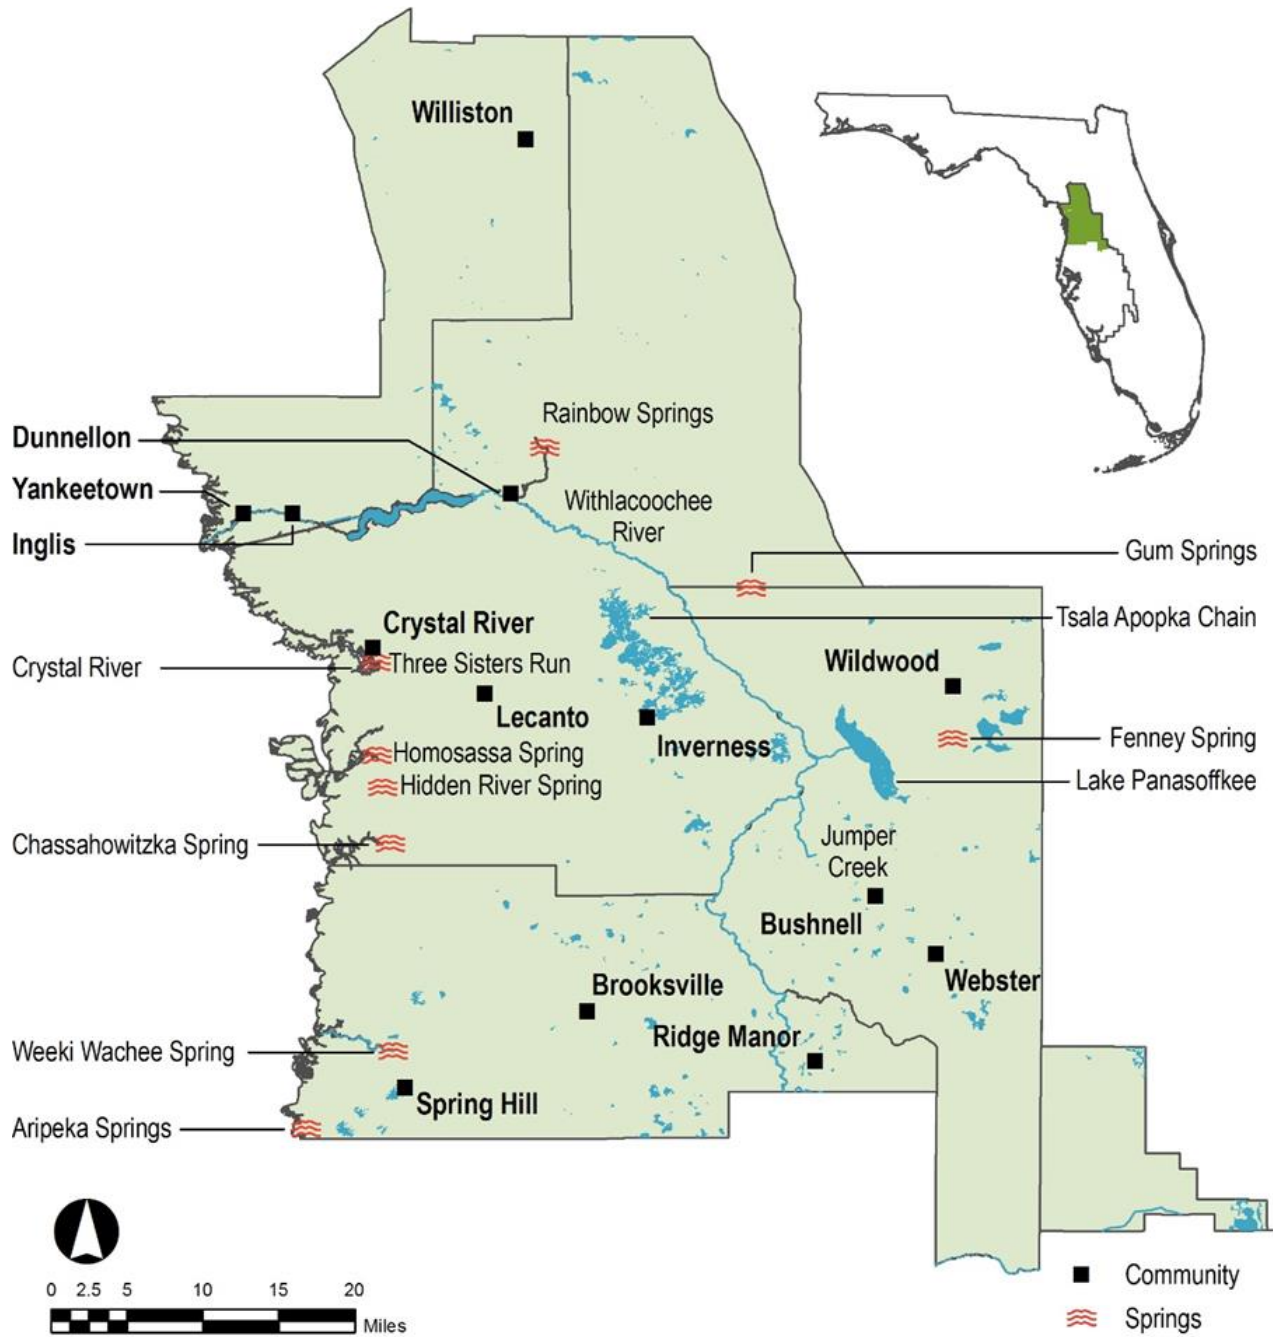 Williston
Rainbow Springs
Dunnellon
Yankeetown
Withlacoochee
River
Inglis
Gum Springs
Tsala Apopka Chain
Crystal River
Wildwood
Crystal River
Three Sisters Run
Lecanto
Inverness
Fenney Spring
Homosassa Spring
Lake Panasoffkee
Hidden River Spring
Chassahowitzka Spring
Jumper
Creek
Bushnell
Webster
Brooksville
Ridge Manor
Weeki Wachee Spring
Spring Hill
Aripeka Springs
0 2.5 5 10 15 20
Miles
Community
Springs